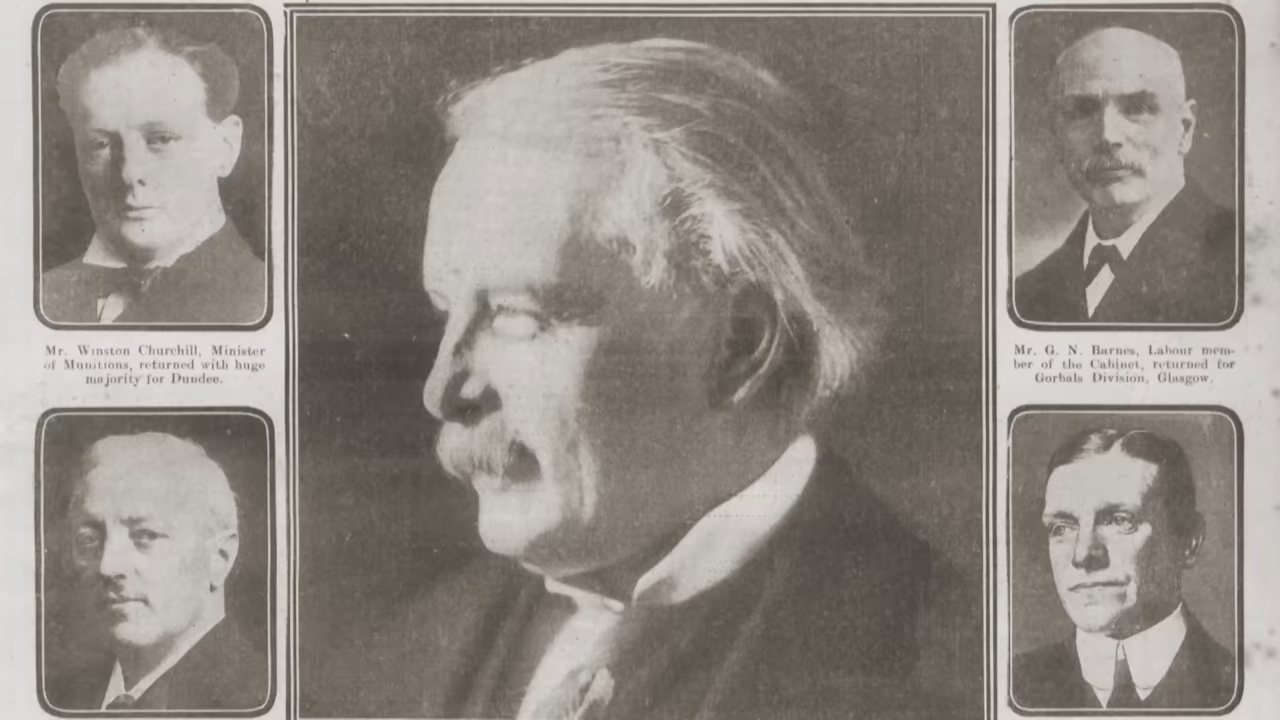 Mr. Winston Churchill, Minister
of Munitions, returned with huge
majority for Dundee.
Mr. G. N. Barnes, Labour mem-
ber of the Cabinet, returned for
Gorbals Division, Glasgow.